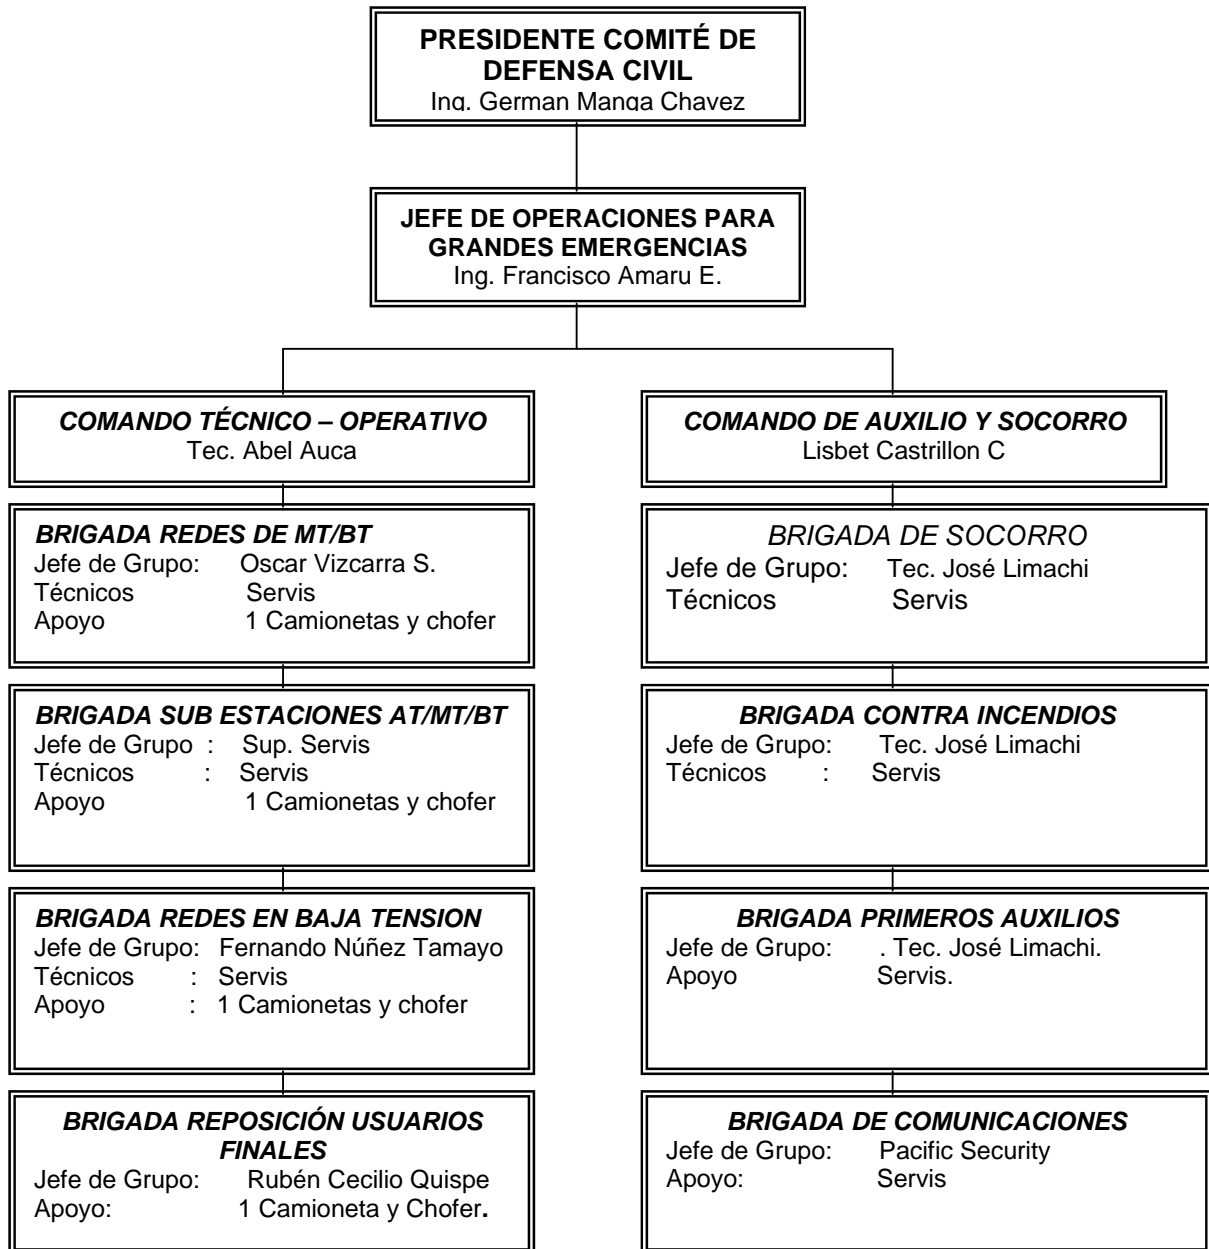 PRESIDENTE COMITÉ DE
DEFENSA CIVIL
Ing. German Manga Chavez
JEFE DE OPERACIONES PARA
GRANDES EMERGENCIAS
Ing. Francisco Amaru E.
COMANDO TÉCNICO – OPERATIVO
Tec. Abel Auca
BRIGADA REDES DE MT/BT
Jefe de Grupo: Oscar Vizcarra S.
Técnicos Servis
Apoyo 1 Camionetas y chofer
BRIGADA SUB ESTACIONES AT/MT/BT
Jefe de Grupo : Sup. Servis
Técnicos : Servis
Apoyo 1 Camionetas y chofer
BRIGADA REDES EN BAJA TENSION
Jefe de Grupo: Fernando Núñez Tamayo
Técnicos : Servis
Apoyo : 1 Camionetas y chofer
BRIGADA REPOSICIÓN USUARIOS
FINALES
Jefe de Grupo: Rubén Cecilio Quispe
Apoyo: 1 Camioneta y Chofer.
COMANDO DE AUXILIO Y SOCORRO
Lisbet Castrillon C
BRIGADA DE SOCORRO
Jefe de Grupo: Tec. José Limachi
Técnicos Servis
BRIGADA CONTRA INCENDIOS
Jefe de Grupo: Tec. José Limachi
Técnicos : Servis
BRIGADA PRIMEROS AUXILIOS
Jefe de Grupo: . Tec. José Limachi.
Apoyo Servis.
BRIGADA DE COMUNICACIONES
Jefe de Grupo: Pacific Security
Apoyo: Servis